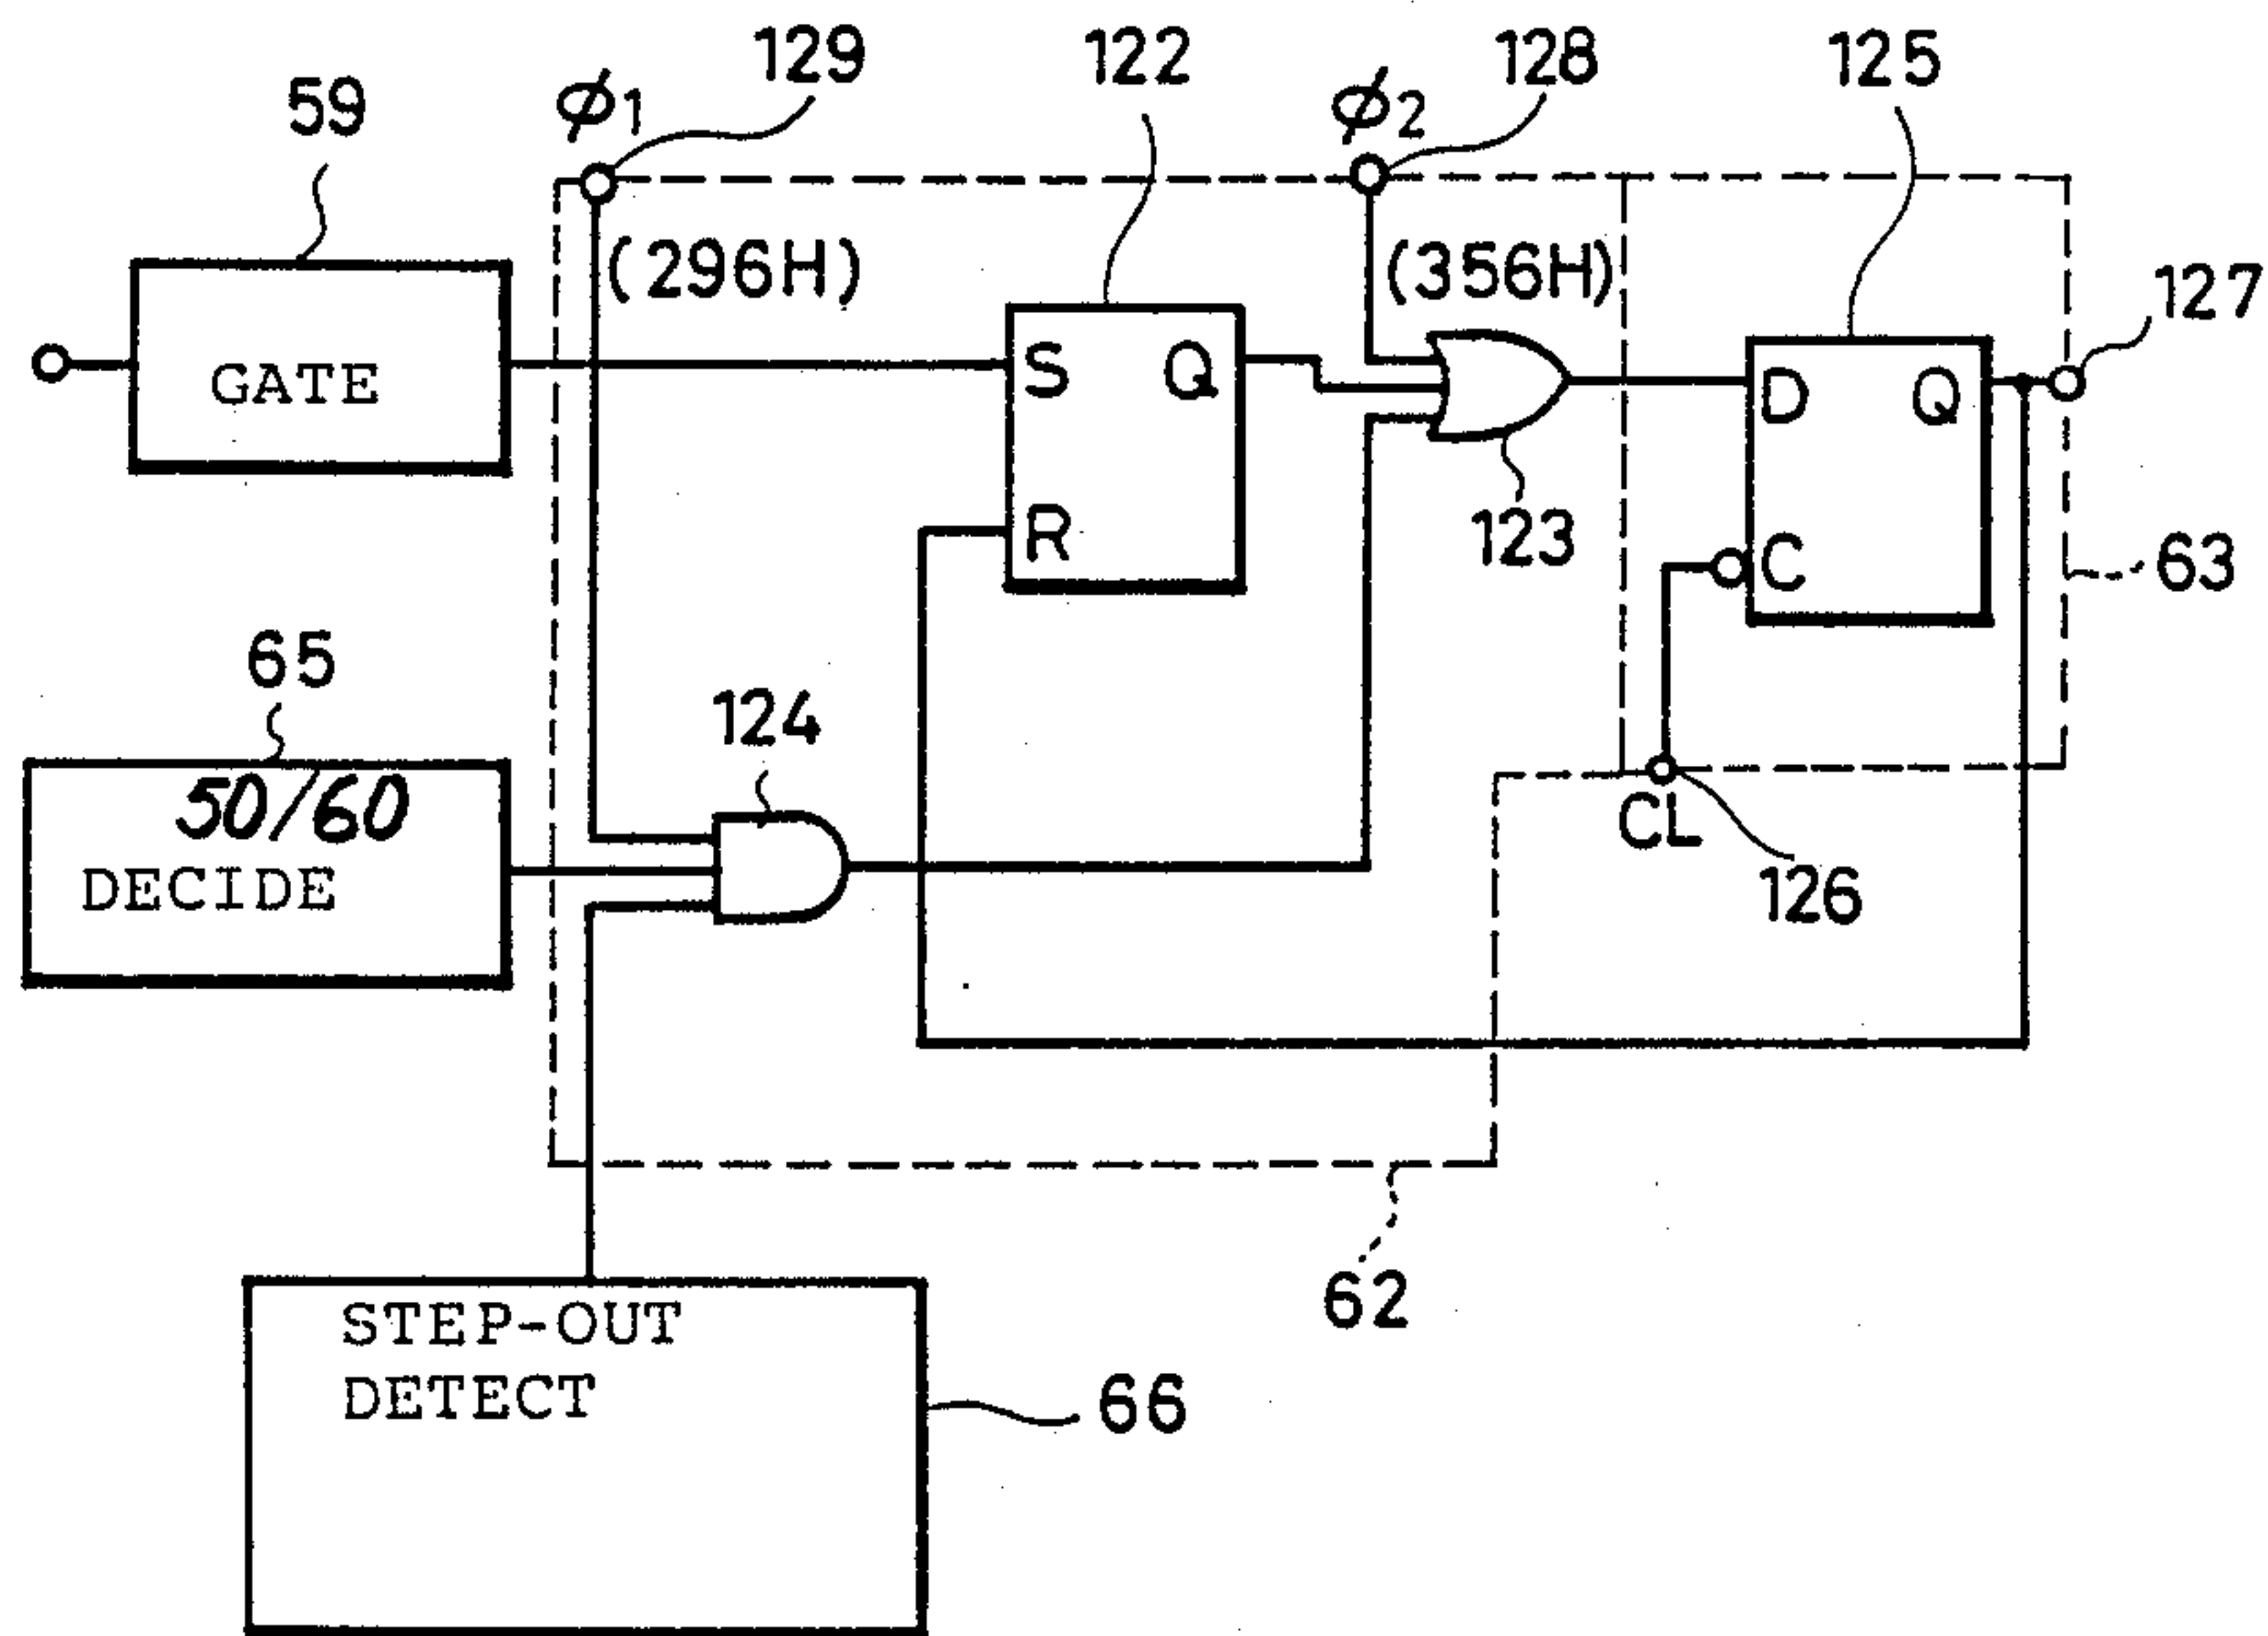 129
122
128
125
59
ϕ1
ϕ2
127
(296H)
(356H)
GATE
S
Q
R
D
Q
C
123
63
65
50/60
DECIDE
124
CL
126
62
STEP-OUT
DETECT
66